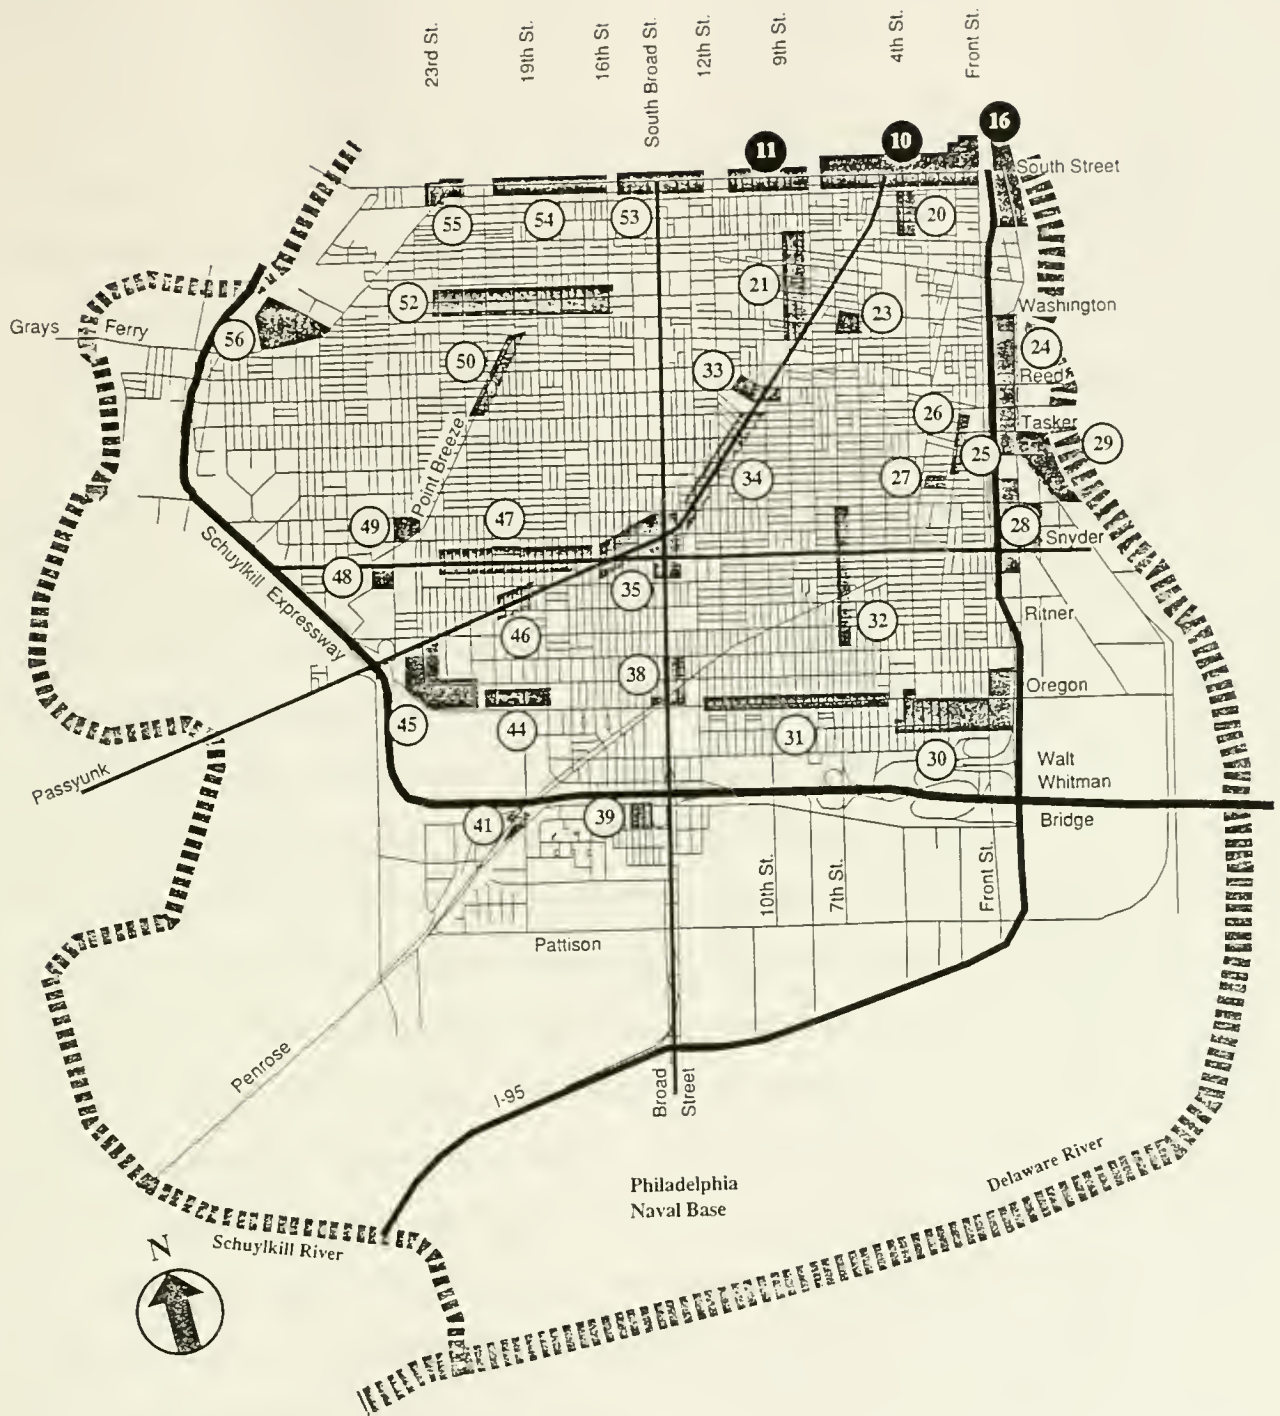 23rd St.
19th St.
16th St
South Broad St.
12th St.
9th St.
4th St.
Front St.
11
10
16
South Street
55
54
53
20
21
52
23
Washington
Grays Ferry
56
24
50
33
Reed
26
Tasker
29
Point Breeze
25
34
27
49
47
28
Snyder
Schuylkill Expressway
48
35
32
Ritner
46
38
Oregon
45
44
31
30
Walt
Whitman
Bridge
Passyunk
41
39
10th St.
7th St.
Front St.
Pattison
Penrose
I-95
Broad
Street
Philadelphia
Naval Base
Delaware River
Schuylkill River
N